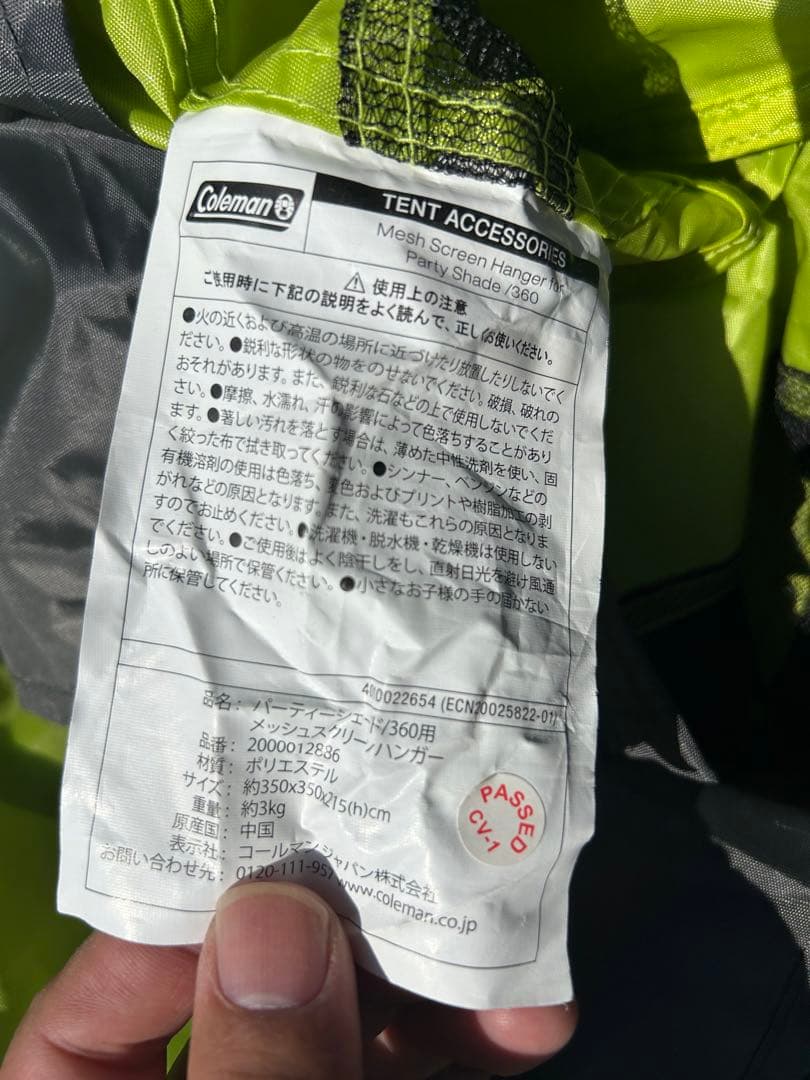 Coleman
TENT ACCESSORIES
Mesh Screen Hanger for
Party Shade /360
⚠ 使用上の注意
ご使用時に下記の説明をよく読んで、正しくお使いください。
●火の近くおよび高温の場所に近づけたり放置したりしないでく
ださい。●鋭利な形状の物をのせないでください。破損、破れの
おそれがあります。また、鋭利な石などの上で使用しないでくだ
さい。●摩擦、水濡れ、汗の影響によって色落ちすることがあり
ます。●著しい汚れを落とす場合は、薄めた中性洗剤を使い、固
く絞った布で拭き取ってください。●シンナー、ベンジンなどの
有機溶剤の使用は色落ち、変色およびプリントや樹脂加工の剥
がれなどの原因となります。また、洗濯もこれらの原因となりま
すのでお止めください。●洗濯機・脱水機・乾燥機は使用しない
でください。●ご使用後はよく陰干しをし、直射日光を避け風通
しのよい場所で保管ください。●小さなお子様の手の届かない
所に保管してください。
4000022654 (ECN20025822-01)
品名: パーティーシェード/360用
メッシュスクリーン/ハンガー
品番: 2000012886
材質: ポリエステル
サイズ: 約350x350x215(h)cm
重量: 約3kg
原産国: 中国
表示社: コールマン ジャパン株式会社
お問い合わせ先: 0120-111-957 www.coleman.co.jp
PASSED
CV-1